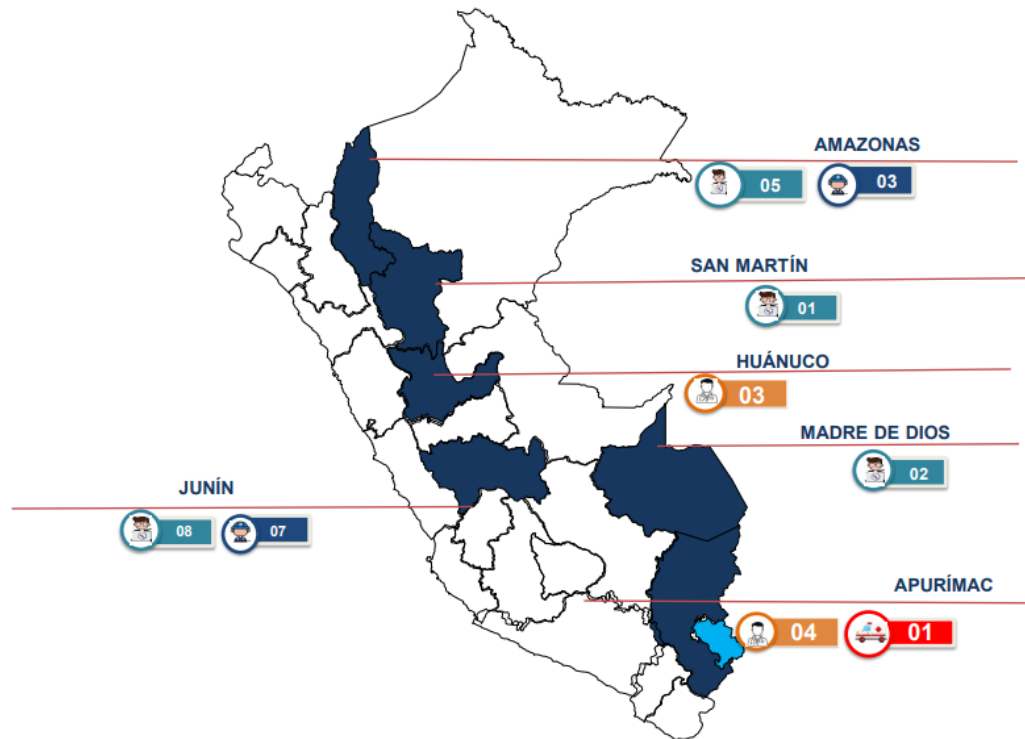 AMAZONAS
05 03
SAN MARTÍN
01
HUÁNUCO
03
MADRE DE DIOS
02
JUNÍN
08 07
APURÍMAC
04 01